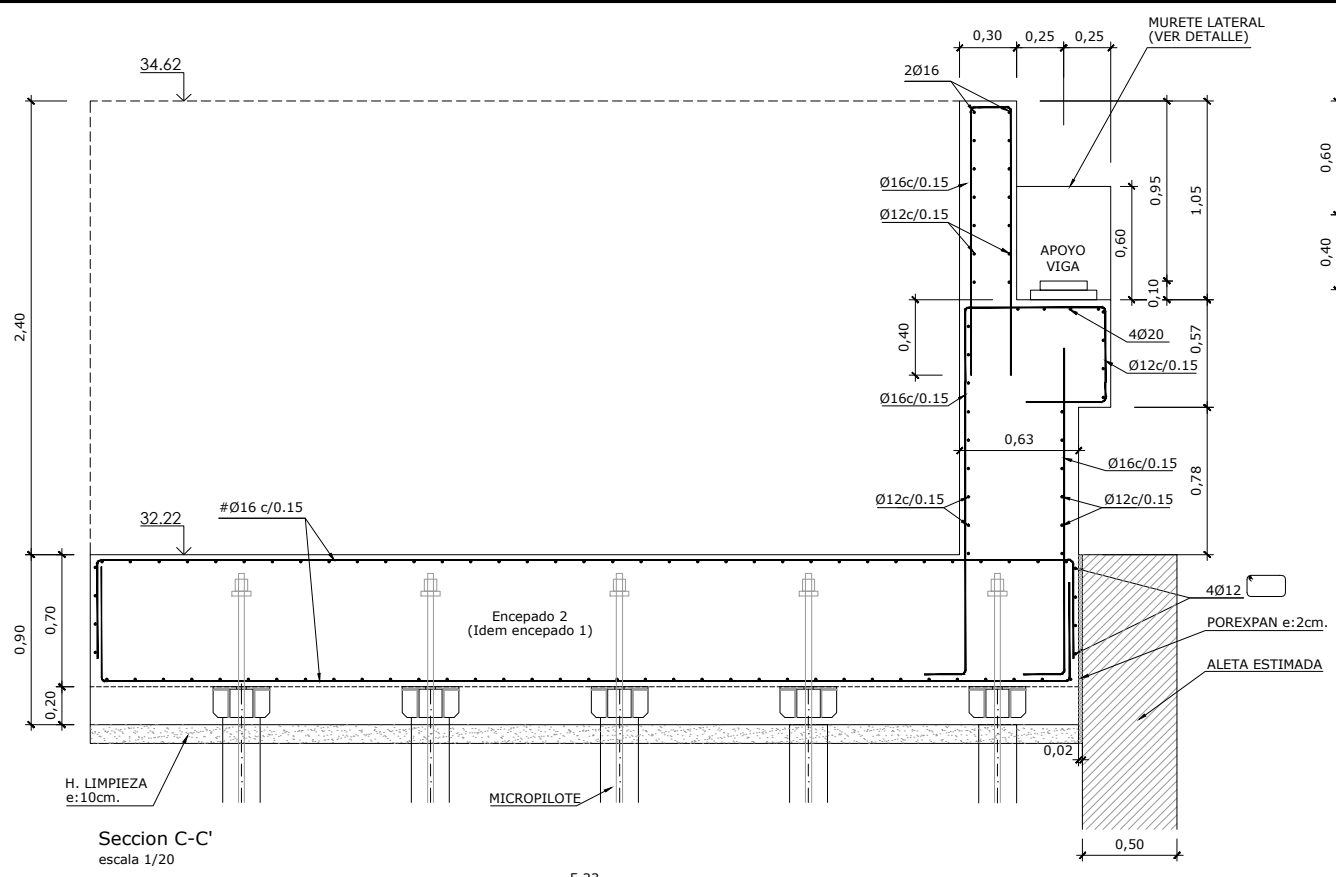 MURETE LATERAL
(VER DETALLE)
0,30
0,25
0,25
34.62
2Ø16
0,60
Ø16c/0.15
0,95
1,05
Ø12c/0.15
0,60
APOYO
VIGA
0,40
0,10
2,40
0,40
4Ø20
0,57
Ø12c/0.15
Ø16c/0.15
0,63
Ø16c/0.15
0,78
#Ø16 c/0.15
Ø12c/0.15
Ø12c/0.15
32.22
4Ø12
0,70
0,90
Encepado 2
(Idem encepado 1)
POREXPAN e:2cm.
ALETA ESTIMADA
0,20
0,02
H. LIMPIEZA
e:10cm.
MICROPILOTE
Seccion C-C'
escala 1/20
0,50